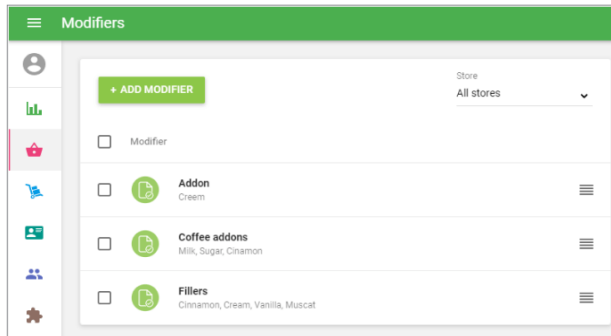 Modifiers
+ ADD MODIFIER
Store
All stores
Modifier
Addon
Creem
Coffee addons
Milk, Sugar, Cinamon
Fillers
Cinnamon, Cream, Vanilla, Muscat